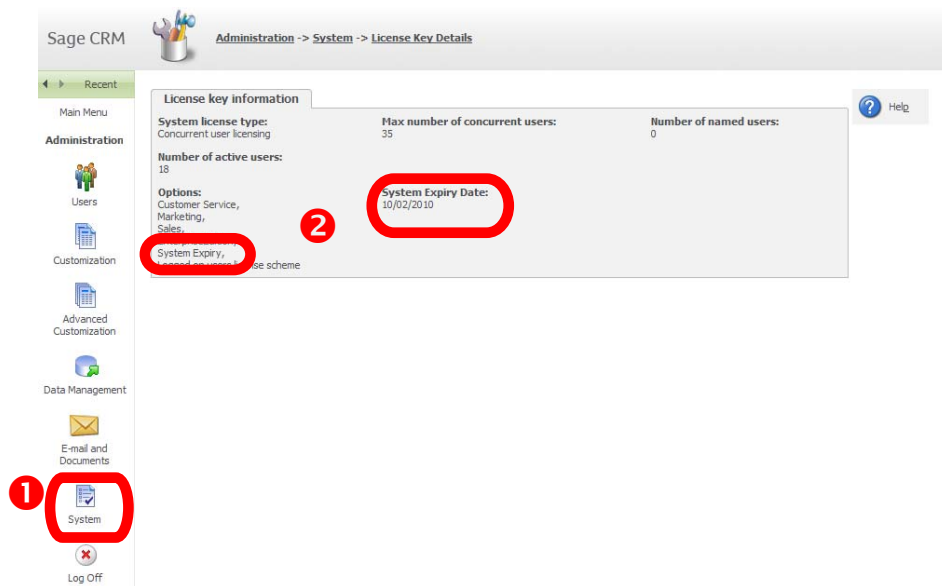 Sage CRM
Administration -> System -> License Key Details
Recent
Main Menu
Administration
Users
Customization
Advanced
Customization
Data Management
E-mail and
Documents
1
System
Log Off
License key information
System license type:
Concurrent user licensing
Max number of concurrent users:
35
Number of named users:
0
Number of active users:
18
Options:
Customer Service,
Marketing,
Sales,
System Expiry,
users license scheme
2
System Expiry Date:
10/02/2010
Help